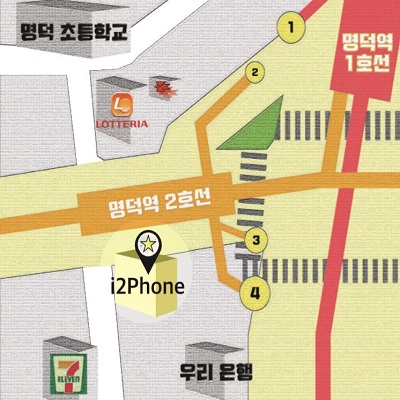 명덕 초등학교
1
명덕역
1호선
2
L
LOTTERIA
명덕역 2호선
3
i2Phone
4
7
ELEVEN
우리 은행